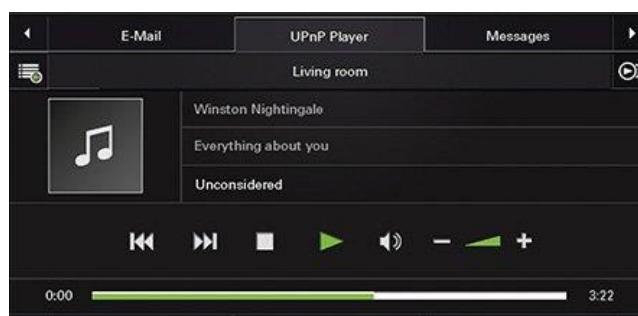 E-Mail UPnP Player Messages
Living room
Winston Nightingale
Everything about you
Unconsidered
0:00 3:22